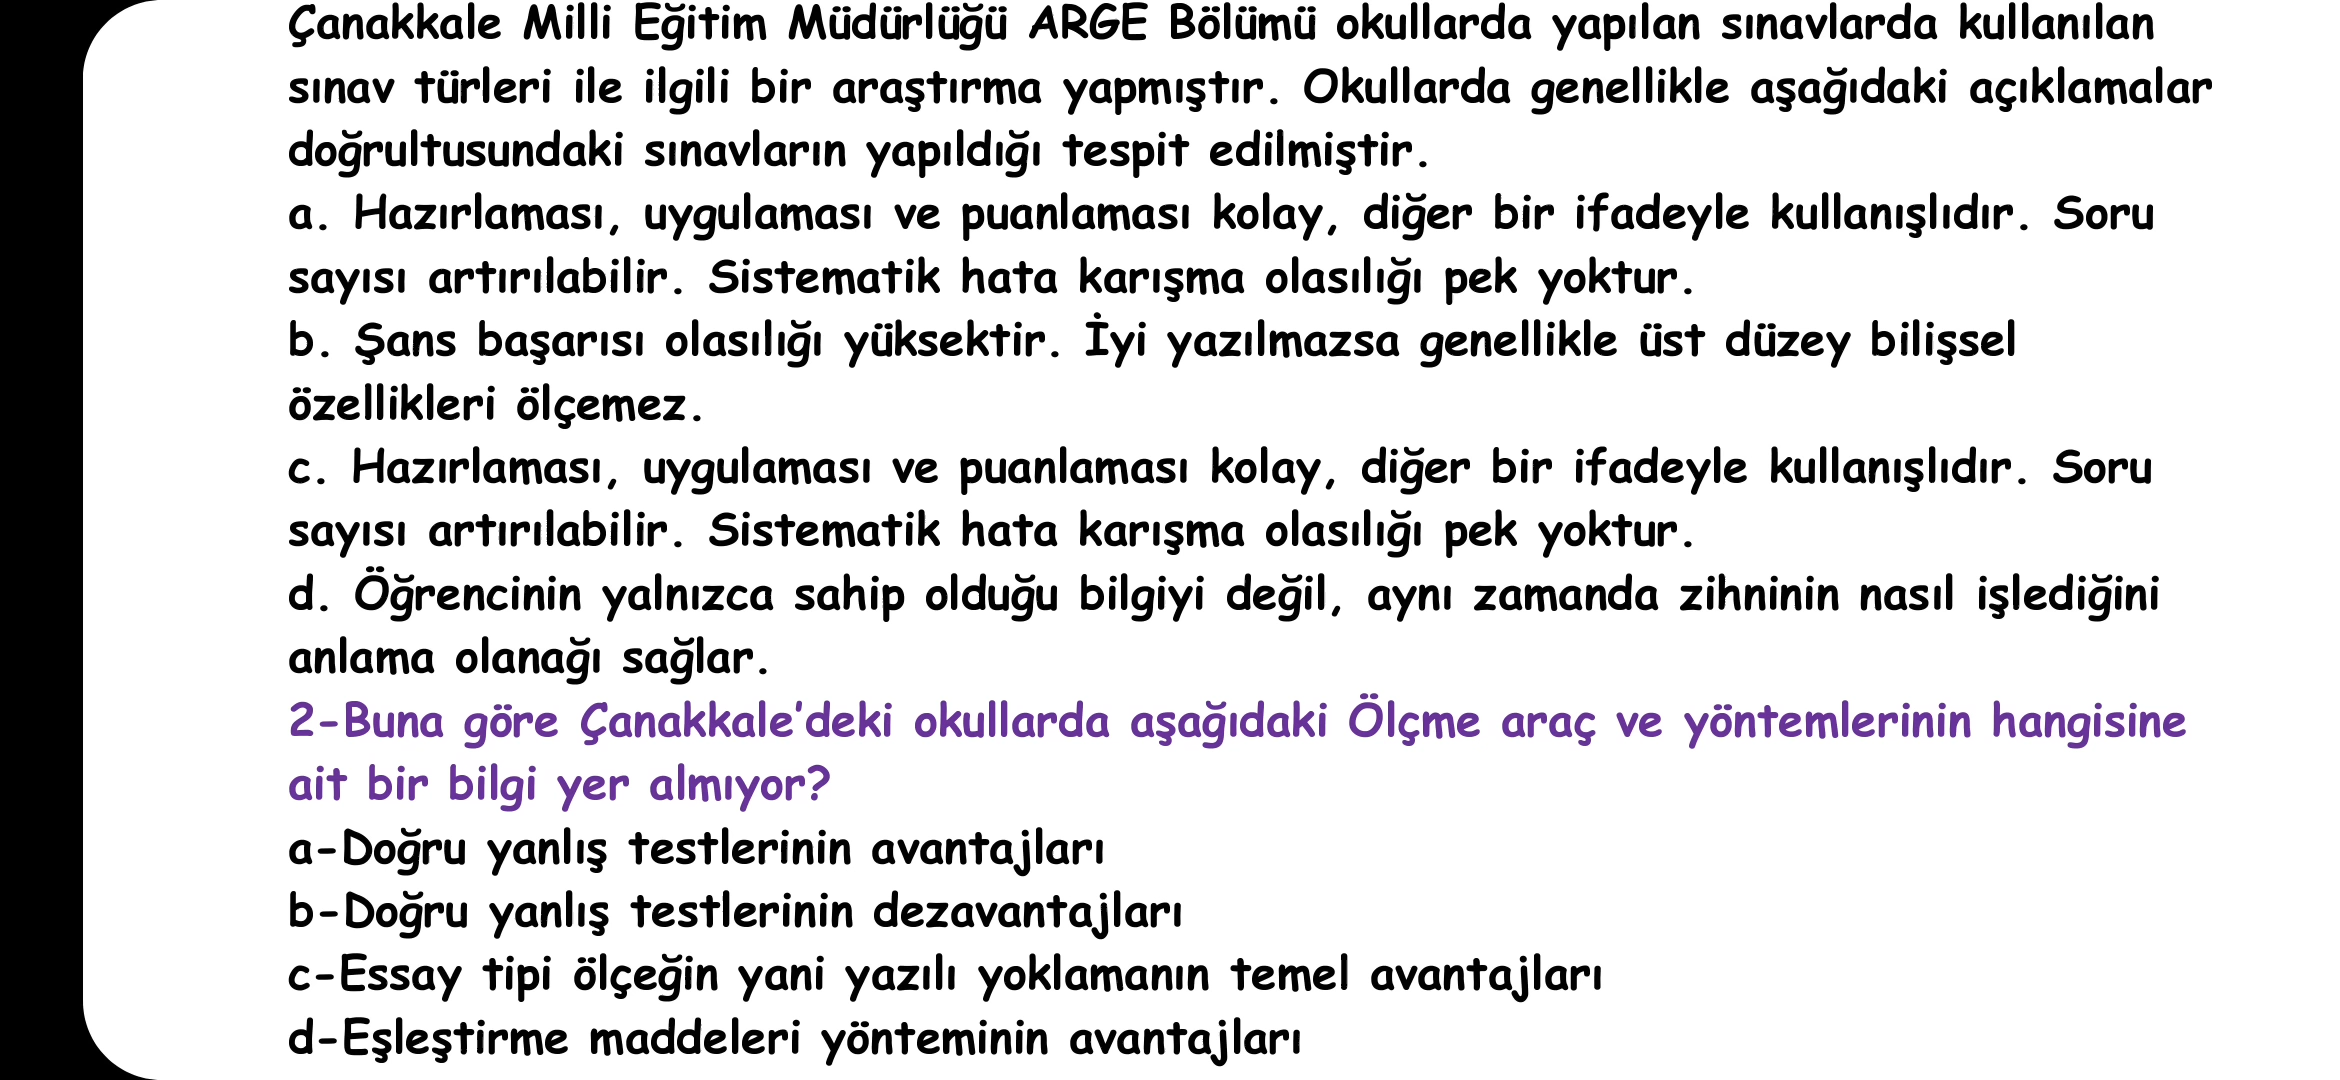 Çanakkale Milli Eğitim Müdürlüğü ARGE Bölümü okullarda yapılan sınavlarda kullanılan
sınav türleri ile ilgili bir araştırma yapmıştır. Okullarda genellikle aşağıdaki açıklamalar
doğrultusundaki sınavların yapıldığı tespit edilmiştir.
a. Hazırlaması, uygulaması ve puanlaması kolay, diğer bir ifadeyle kullanışlıdır. Soru
sayısı artırılabilir. Sistematik hata karışma olasılığı pek yoktur.
b. Şans başarısı olasılığı yüksektir. İyi yazılmazsa genellikle üst düzey bilişsel
özellikleri ölçemez.
c. Hazırlaması, uygulaması ve puanlaması kolay, diğer bir ifadeyle kullanışlıdır. Soru
sayısı artırılabilir. Sistematik hata karışma olasılığı pek yoktur.
d. Öğrencinin yalnızca sahip olduğu bilgiyi değil, aynı zamanda zihninin nasıl işlediğini
anlama olanağı sağlar.
2-Buna göre Çanakkale'deki okullarda aşağıdaki Ölçme araç ve yöntemlerinin hangisine
ait bir bilgi yer almıyor?
a-Doğru yanlış testlerinin avantajları
b-Doğru yanlış testlerinin dezavantajları
c-Essay tipi ölçeğin yani yazılı yoklamanın temel avantajları
d-Eşleştirme maddeleri yönteminin avantajları